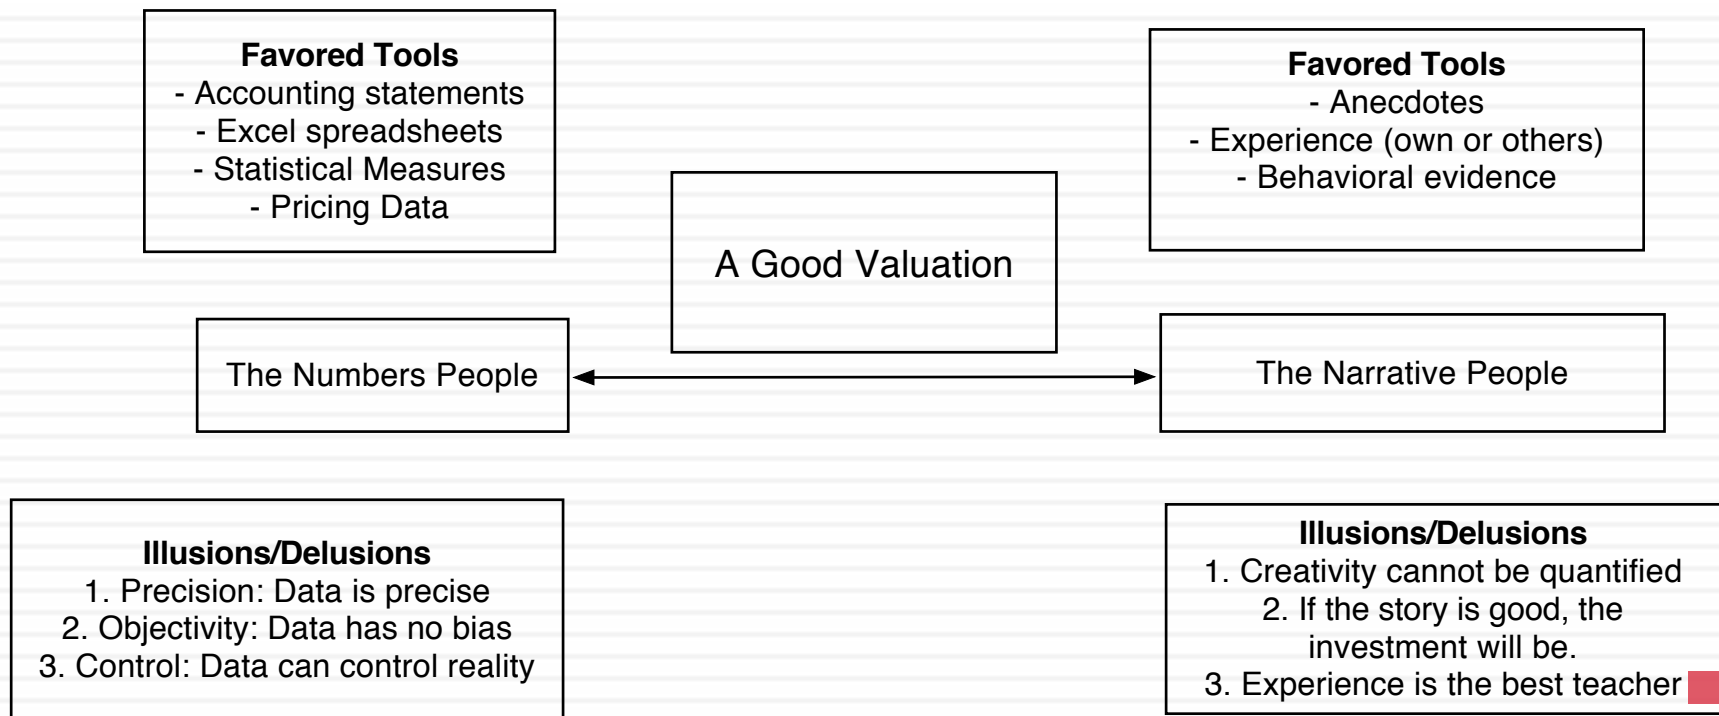 Favored Tools
- Accounting statements
- Excel spreadsheets
- Statistical Measures
- Pricing Data
Favored Tools
- Anecdotes
- Experience (own or others)
- Behavioral evidence
A Good Valuation
The Numbers People
The Narrative People
Illusions/Delusions
1. Precision: Data is precise
2. Objectivity: Data has no bias
3. Control: Data can control reality
Illusions/Delusions
1. Creativity cannot be quantified
2. If the story is good, the
investment will be.
3. Experience is the best teacher